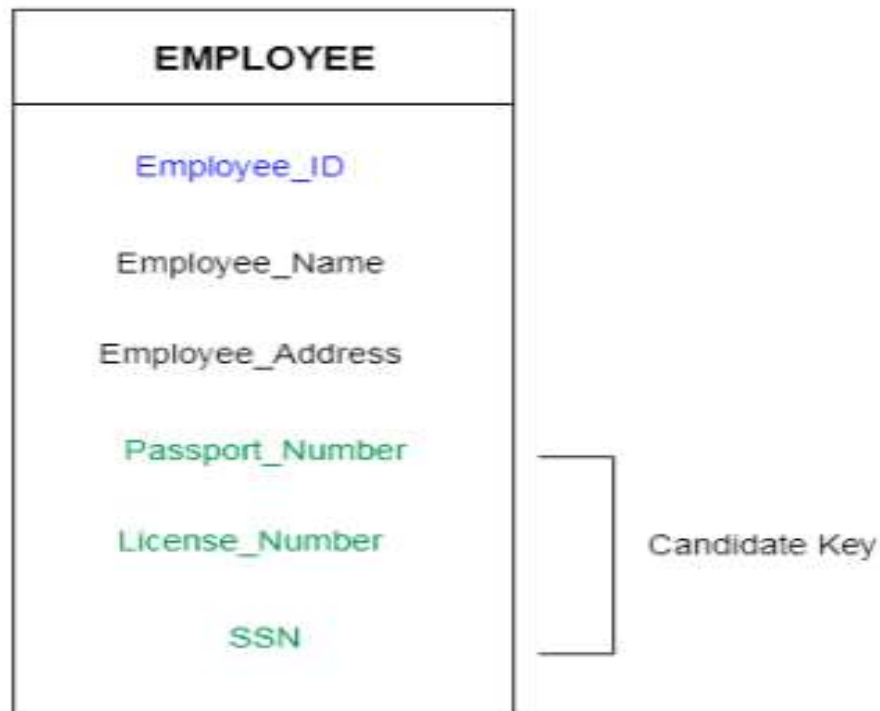 EMPLOYEE
Employee_ID
Employee_Name
Employee_Address
Passport_Number
License_Number
SSN
Candidate Key